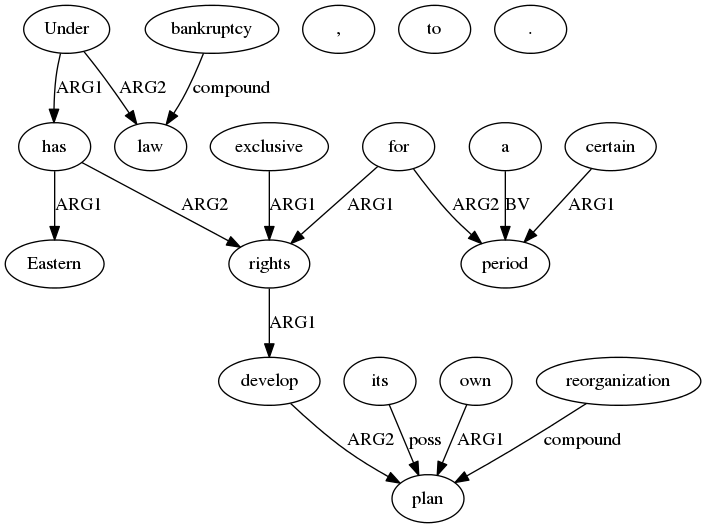 Under bankruptcy , to .
ARG1 ARG2 compound
has law exclusive for a certain
ARG1 ARG2 ARG1 ARG1 ARG2 BV ARG1
Eastern rights period
ARG1
develop its own reorganization
ARG2 poss ARG1 compound
plan